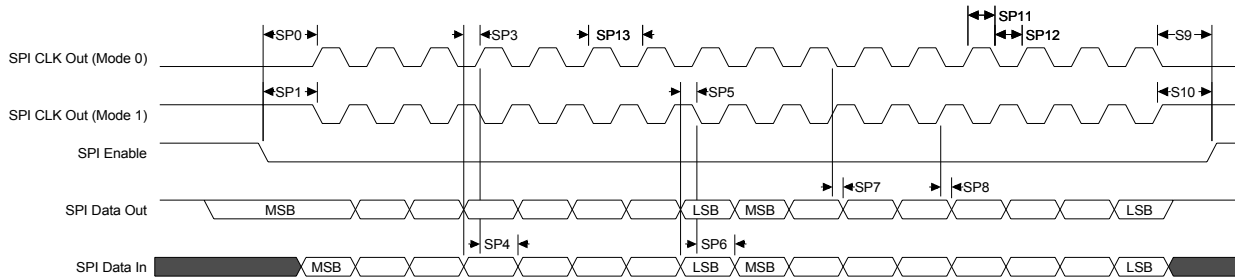 SP11
SP0 SP3 SP13 SP12 S9
SPI CLK Out (Mode 0)
SP1 SP5 S10
SPI CLK Out (Mode 1)
SPI Enable
SP7 SP8
SPI Data Out MSB LSB MSB LSB
SP4 SP6
SPI Data In MSB LSB MSB LSB